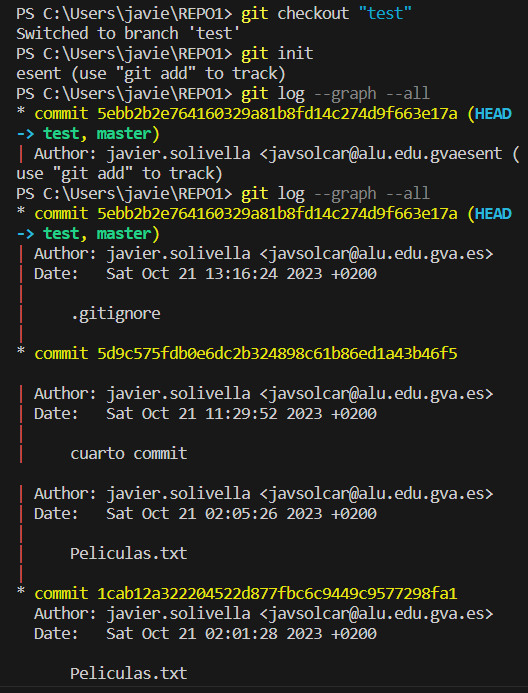 PS C:\Users\javie\REPO1> git checkout "test"
Switched to branch 'test'
PS C:\Users\javie\REPO1> git init
esent (use "git add" to track)
PS C:\Users\javie\REPO1> git log --graph --all
* commit 5ebb2b2e764160329a81b8fd14c274d9f663e17a (HEAD
-> test, master)
| Author: javier.solivella <javsolcar@alu.edu.gvaesent (
use "git add" to track)
PS C:\Users\javie\REPO1> git log --graph --all
* commit 5ebb2b2e764160329a81b8fd14c274d9f663e17a (HEAD
-> test, master)
| Author: javier.solivella <javsolcar@alu.edu.gva.es>
| Date:   Sat Oct 21 13:16:24 2023 +0200
|
|     .gitignore
|
* commit 5d9c575fdb0e6dc2b324898c61b86ed1a43b46f5
| Author: javier.solivella <javsolcar@alu.edu.gva.es>
| Date:   Sat Oct 21 11:29:52 2023 +0200
|
|     cuarto commit
| Author: javier.solivella <javsolcar@alu.edu.gva.es>
| Date:   Sat Oct 21 02:05:26 2023 +0200
|
|     Peliculas.txt
|
* commit 1cab12a322204522d877fbc6c9449c9577298fa1
  Author: javier.solivella <javsolcar@alu.edu.gva.es>
  Date:   Sat Oct 21 02:01:28 2023 +0200
      Peliculas.txt